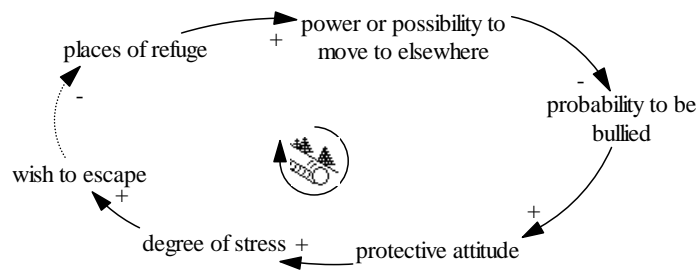 power or possibility to
move to elsewhere
+
places of refuge
-
probability to be
bullied
-
wish to escape
+
+
degree of stress +
protective attitude